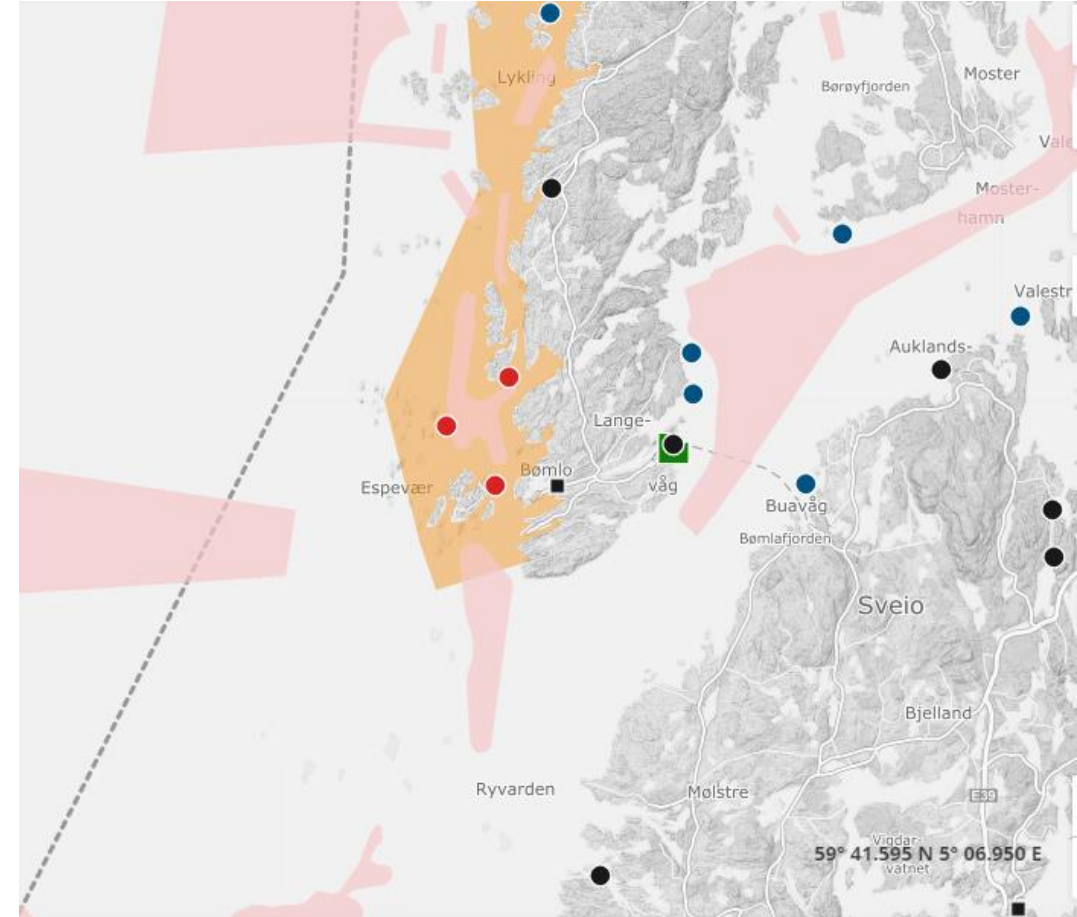 Lykling
Moster
Børøyfjorden
Vale
Moster-
hamn
Valestr
Auklands-
Lange-
våg
Bømlo
Espevær
Buavåg
Bømlafjorden
Sveio
Bjelland
Ryvarden
Mølstre
E39
Vigdar-
vatnet
59° 41.595 N 5° 06.950 E